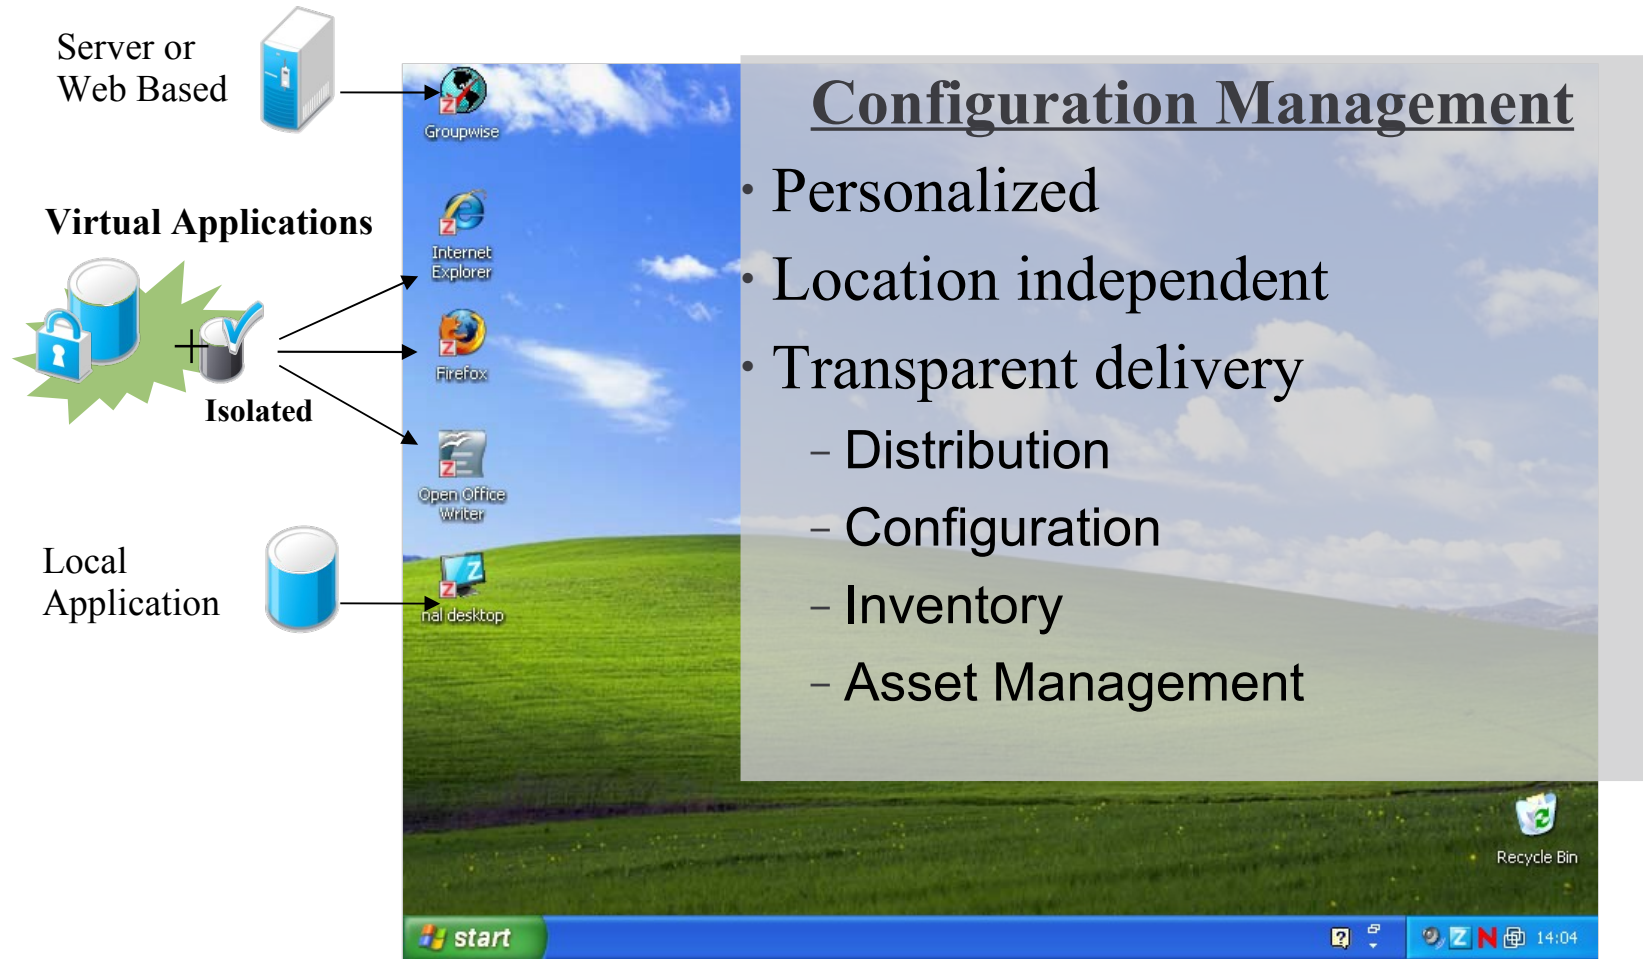 Server or
Web Based
Virtual Applications
Isolated
Local
Application
Groupwise
Internet
Explorer
Firefox
Open Office
Writer
nal desktop
Configuration Management
· Personalized
· Location independent
· Transparent delivery
– Distribution
– Configuration
– Inventory
– Asset Management
Recycle Bin
start
14:04